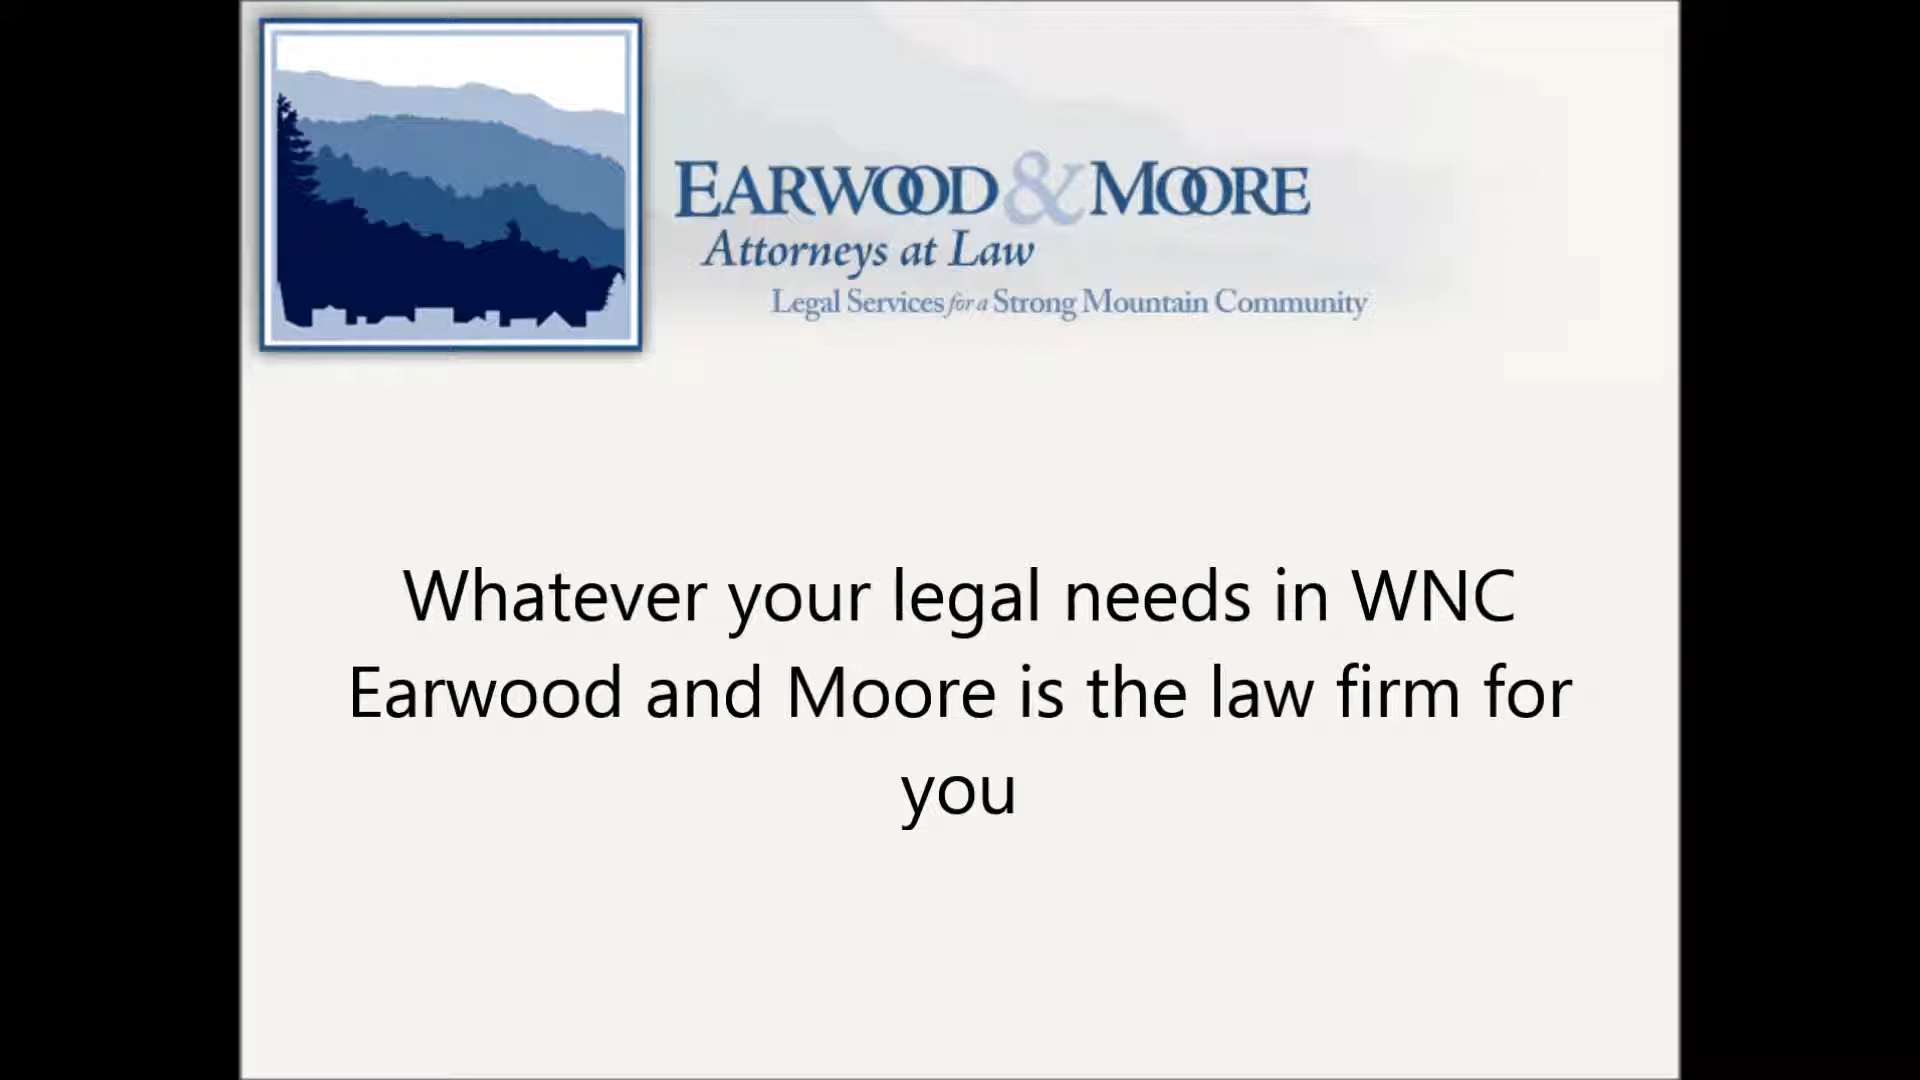 EARWOOD & MOORE
Attorneys at Law
Legal Services for a Strong Mountain Community
Whatever your legal needs in WNC
Earwood and Moore is the law firm for
you